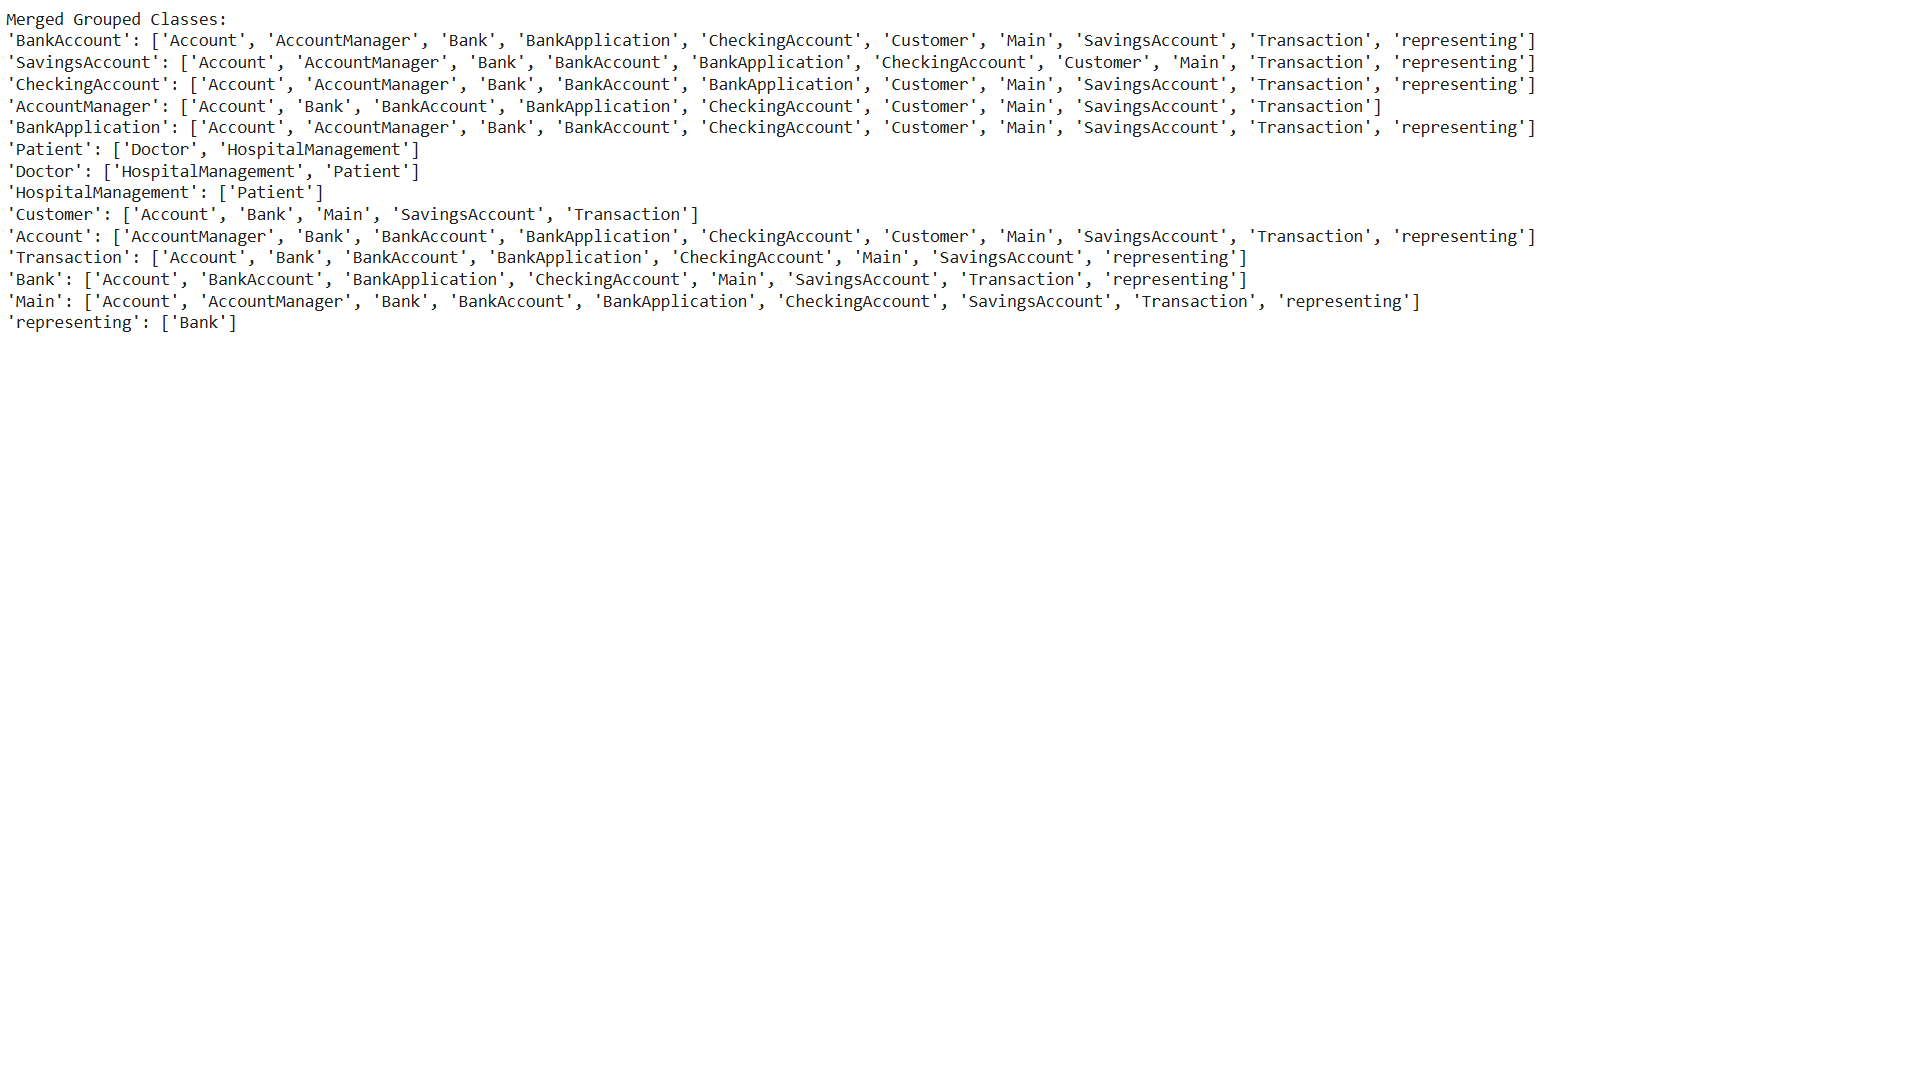 Merged Grouped Classes:
'BankAccount': ['Account', 'AccountManager', 'Bank', 'BankApplication', 'CheckingAccount', 'Customer', 'Main', 'SavingsAccount', 'Transaction', 'representing']
'SavingsAccount': ['Account', 'AccountManager', 'Bank', 'BankAccount', 'BankApplication', 'CheckingAccount', 'Customer', 'Main', 'Transaction', 'representing']
'CheckingAccount': ['Account', 'AccountManager', 'Bank', 'BankAccount', 'BankApplication', 'Customer', 'Main', 'SavingsAccount', 'Transaction', 'representing']
'AccountManager': ['Account', 'Bank', 'BankAccount', 'BankApplication', 'CheckingAccount', 'Customer', 'Main', 'SavingsAccount', 'Transaction']
'BankApplication': ['Account', 'AccountManager', 'Bank', 'BankAccount', 'CheckingAccount', 'Customer', 'Main', 'SavingsAccount', 'Transaction', 'representing']
'Patient': ['Doctor', 'HospitalManagement']
'Doctor': ['HospitalManagement', 'Patient']
'HospitalManagement': ['Patient']
'Customer': ['Account', 'Bank', 'Main', 'SavingsAccount', 'Transaction']
'Account': ['AccountManager', 'Bank', 'BankAccount', 'BankApplication', 'CheckingAccount', 'Customer', 'Main', 'SavingsAccount', 'Transaction', 'representing']
'Transaction': ['Account', 'Bank', 'BankAccount', 'BankApplication', 'CheckingAccount', 'Main', 'SavingsAccount', 'representing']
'Bank': ['Account', 'BankAccount', 'BankApplication', 'CheckingAccount', 'Main', 'SavingsAccount', 'Transaction', 'representing']
'Main': ['Account', 'AccountManager', 'Bank', 'BankAccount', 'BankApplication', 'CheckingAccount', 'SavingsAccount', 'Transaction', 'representing']
'representing': ['Bank']